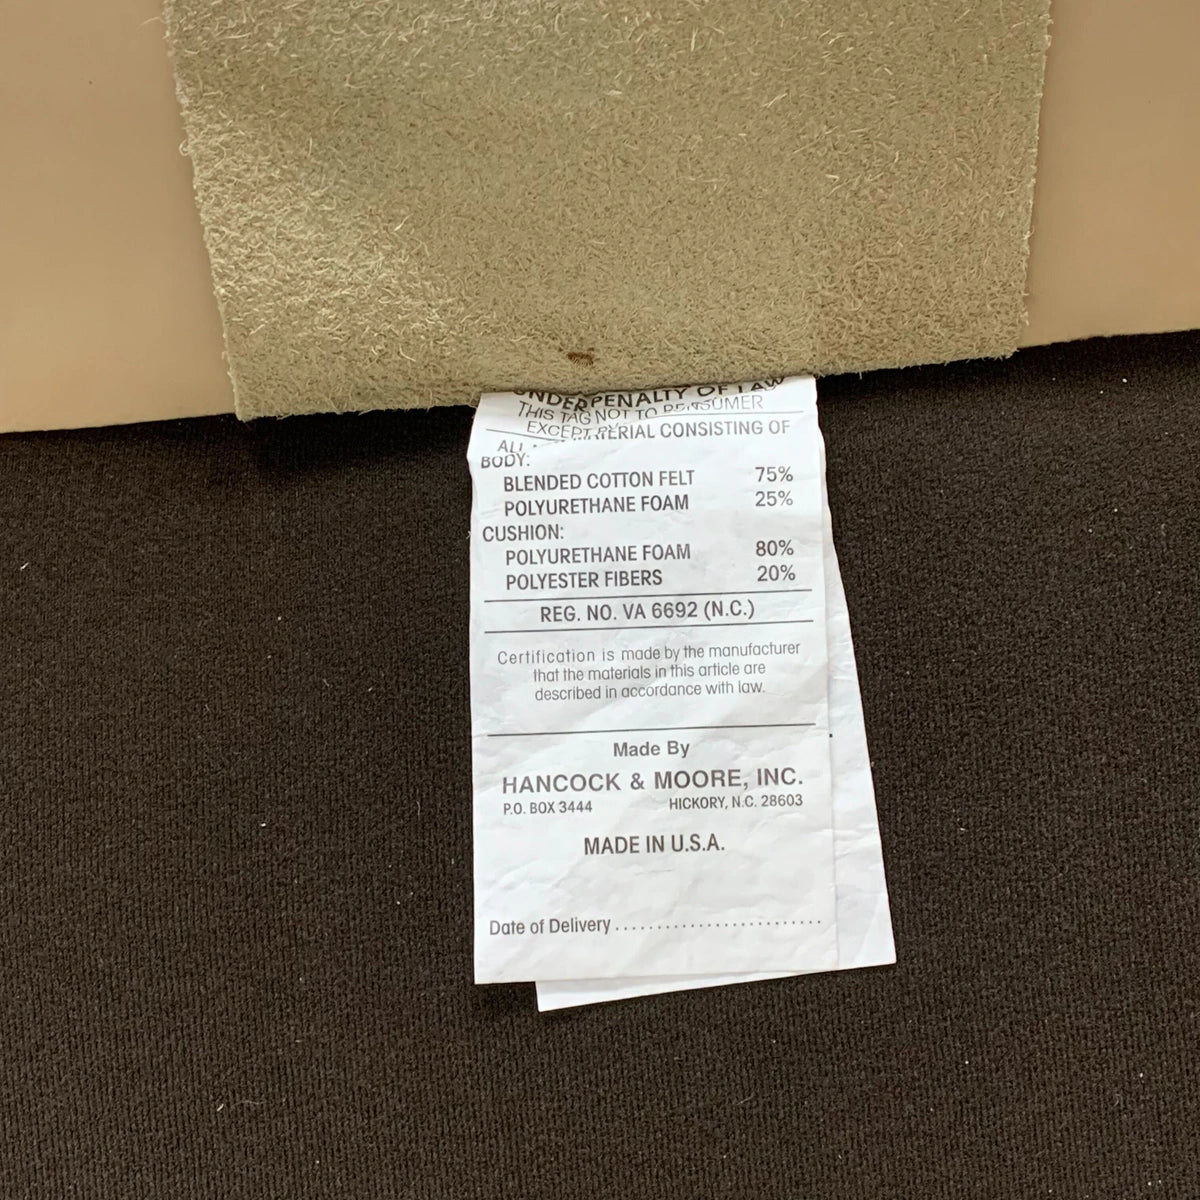 UNDER PENALTY OF LAW
THIS TAG NOT TO
EXCEPT
ALL MATERIAL CONSISTING OF
BODY:
BLENDED COTTON FELT 75%
POLYURETHANE FOAM 25%
CUSHION:
POLYURETHANE FOAM 80%
POLYESTER FIBERS 20%
REG. NO. VA 6692 (N.C.)
Certification is made by the manufacturer
that the materials in this article are
described in accordance with law.
Made By
HANCOCK & MOORE, INC.
P.O. BOX 3444 HICKORY, N.C. 28603
MADE IN U.S.A.
Date of Delivery ..........................